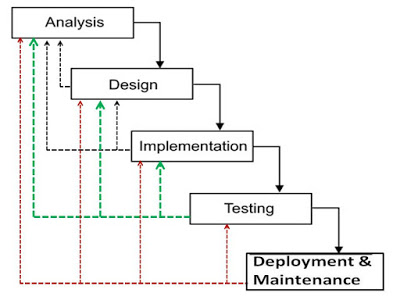 Analysis
Design
Implementation
Testing
Deployment &
Maintenance